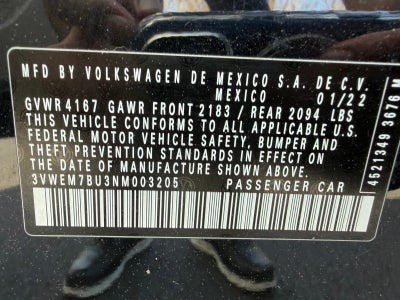 MFD BY VOLKSWAGEN DE MEXICO S.A. DE C.V.
MEXICO 01/22
GVWR 4167 GAWR FRONT 2183 / REAR 2094 LBS
THIS VEHICLE CONFORMS TO ALL APPLICABLE U.S.
FEDERAL MOTOR VEHICLE SAFETY, BUMPER AND
THEFT PREVENTION STANDARDS IN EFFECT ON
THE DATE OF MANUFACTURE SHOWN ABOVE.
3VWEM7BU3NM003205 PASSENGER CAR
4521349 3676 M